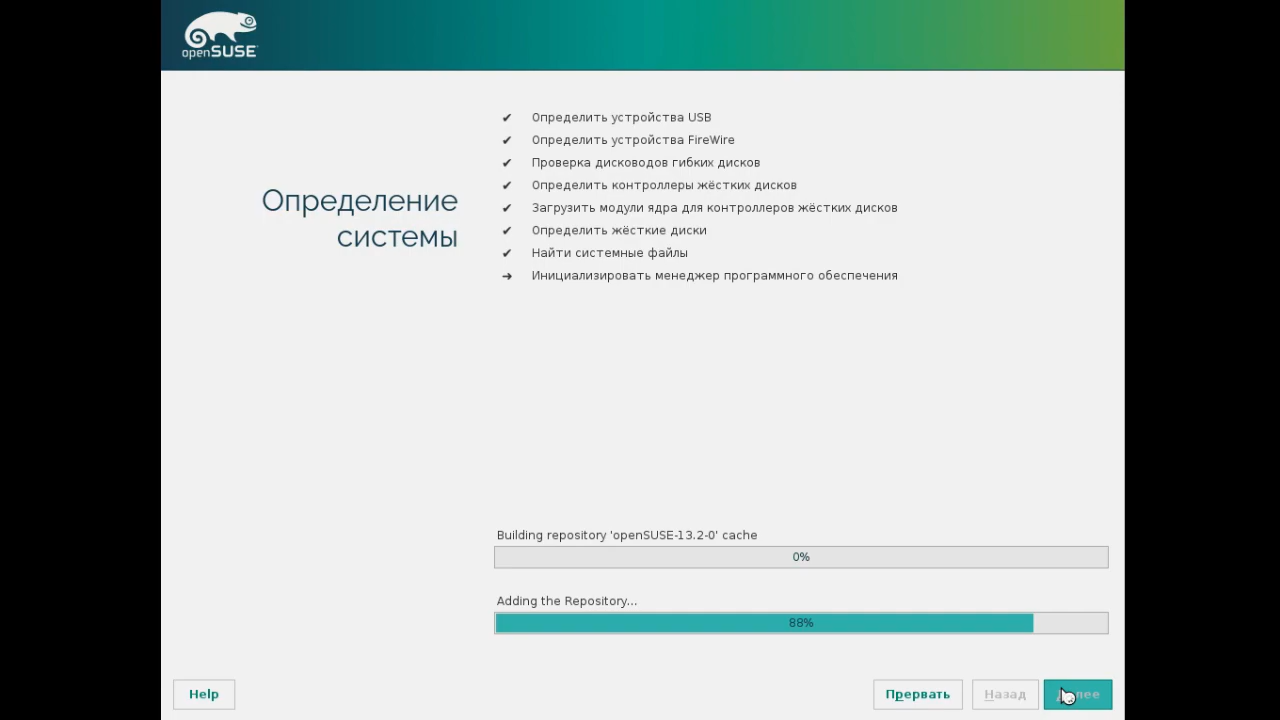 openSUSE
Определение
системы
✔ Определить устройства USB
✔ Определить устройства FireWire
✔ Проверка дисководов гибких дисков
✔ Определить контроллеры жёстких дисков
✔ Загрузить модули ядра для контроллеров жёстких дисков
✔ Определить жёсткие диски
✔ Найти системные файлы
➔ Инициализировать менеджер программного обеспечения
Building repository 'openSUSE-13.2-0' cache
0%
Adding the Repository...
88%
Help
Прервать
Назад